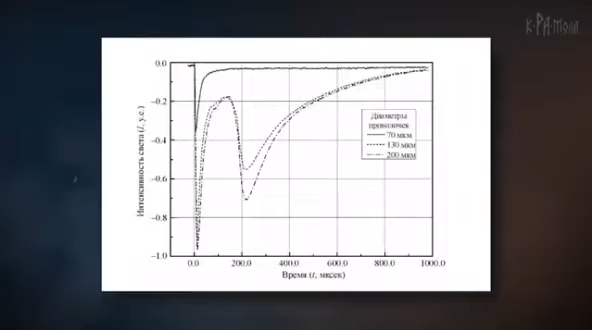 К·РАМОЛА
0.0
−0.2
−0.4
−0.6
−0.8
−1.0
Интенсивность света (I, у.е.)
Диаметры
проволочек
70 мкм
130 мкм
200 мкм
0.0 200.0 400.0 600.0 800.0 1000.0
Время (t, мксек)